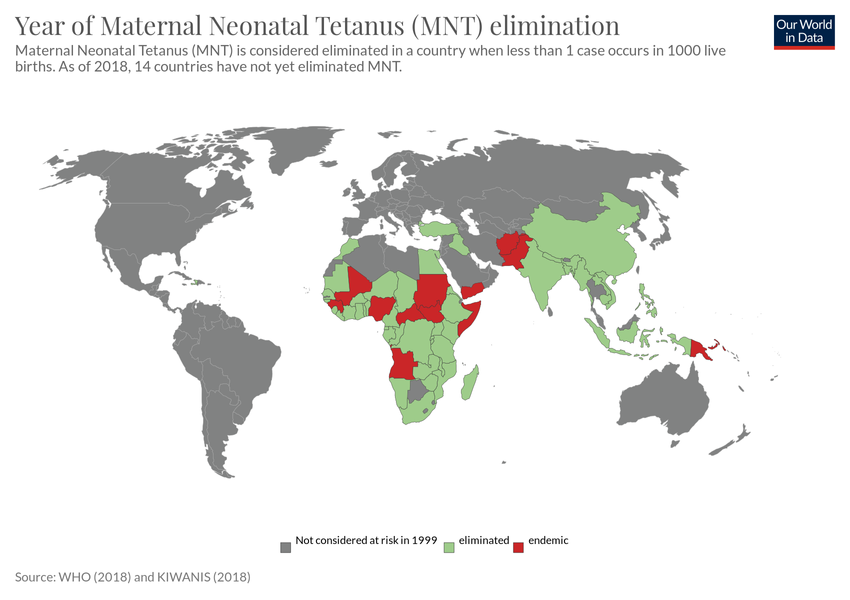 Year of Maternal Neonatal Tetanus (MNT) elimination
Our World
in Data
Maternal Neonatal Tetanus (MNT) is considered eliminated in a country when less than 1 case occurs in 1000 live
births. As of 2018, 14 countries have not yet eliminated MNT.
Not considered at risk in 1999
eliminated
endemic
Source: WHO (2018) and KIWANIS (2018)